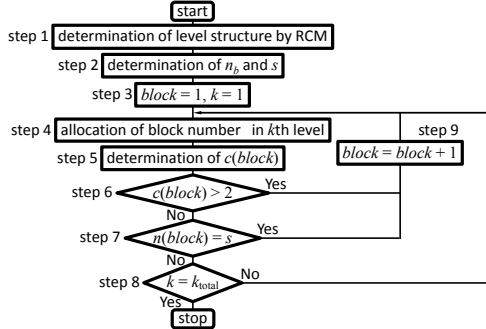 start
step 1 determination of level structure by RCM
step 2 determination of n_b and s
step 3 block = 1, k = 1
step 4 allocation of block number in kth level
step 9
block = block + 1
step 5 determination of c(block)
step 6 c(block) > 2 Yes
No
step 7 n(block) = s Yes
No
step 8 k = k_total No
Yes
stop